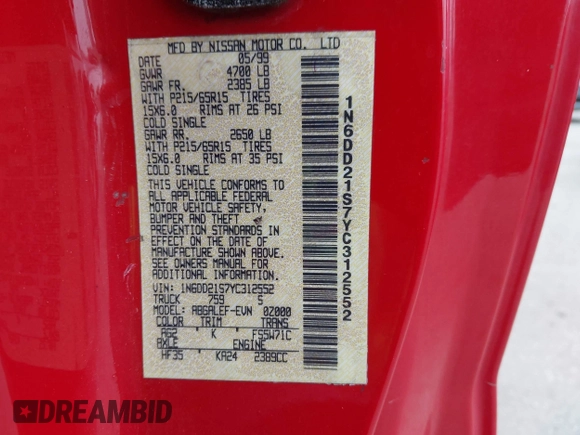 MFD BY NISSAN MOTOR CO. LTD
DATE 05/99
GVWR 4700 LB
GAWR FR. 2385 LB
WITH P215/65R15 TIRES
15X6.0 RIMS AT 26 PSI
COLD SINGLE
GAWR RR. 2650 LB
WITH P215/65R15 TIRES
15X6.0 RIMS AT 35 PSI
COLD SINGLE
THIS VEHICLE CONFORMS TO
ALL APPLICABLE FEDERAL
MOTOR VEHICLE SAFETY,
BUMPER AND THEFT
PREVENTION STANDARDS IN
EFFECT ON THE DATE OF
MANUFACTURE SHOWN ABOVE.
SEE OWNERS MANUAL FOR
ADDITIONAL INFORMATION.
VIN: 1N6DD21S7YC312552
TRUCK 759 S
MODEL: ABGALEF-EVN 0Z000
COLOR TRIM TRANS
AG2 K FS5W71C
AXLE ENGINE
HF35 KA24 2389CC
1N6DD21S7YC312552
DREAMBID